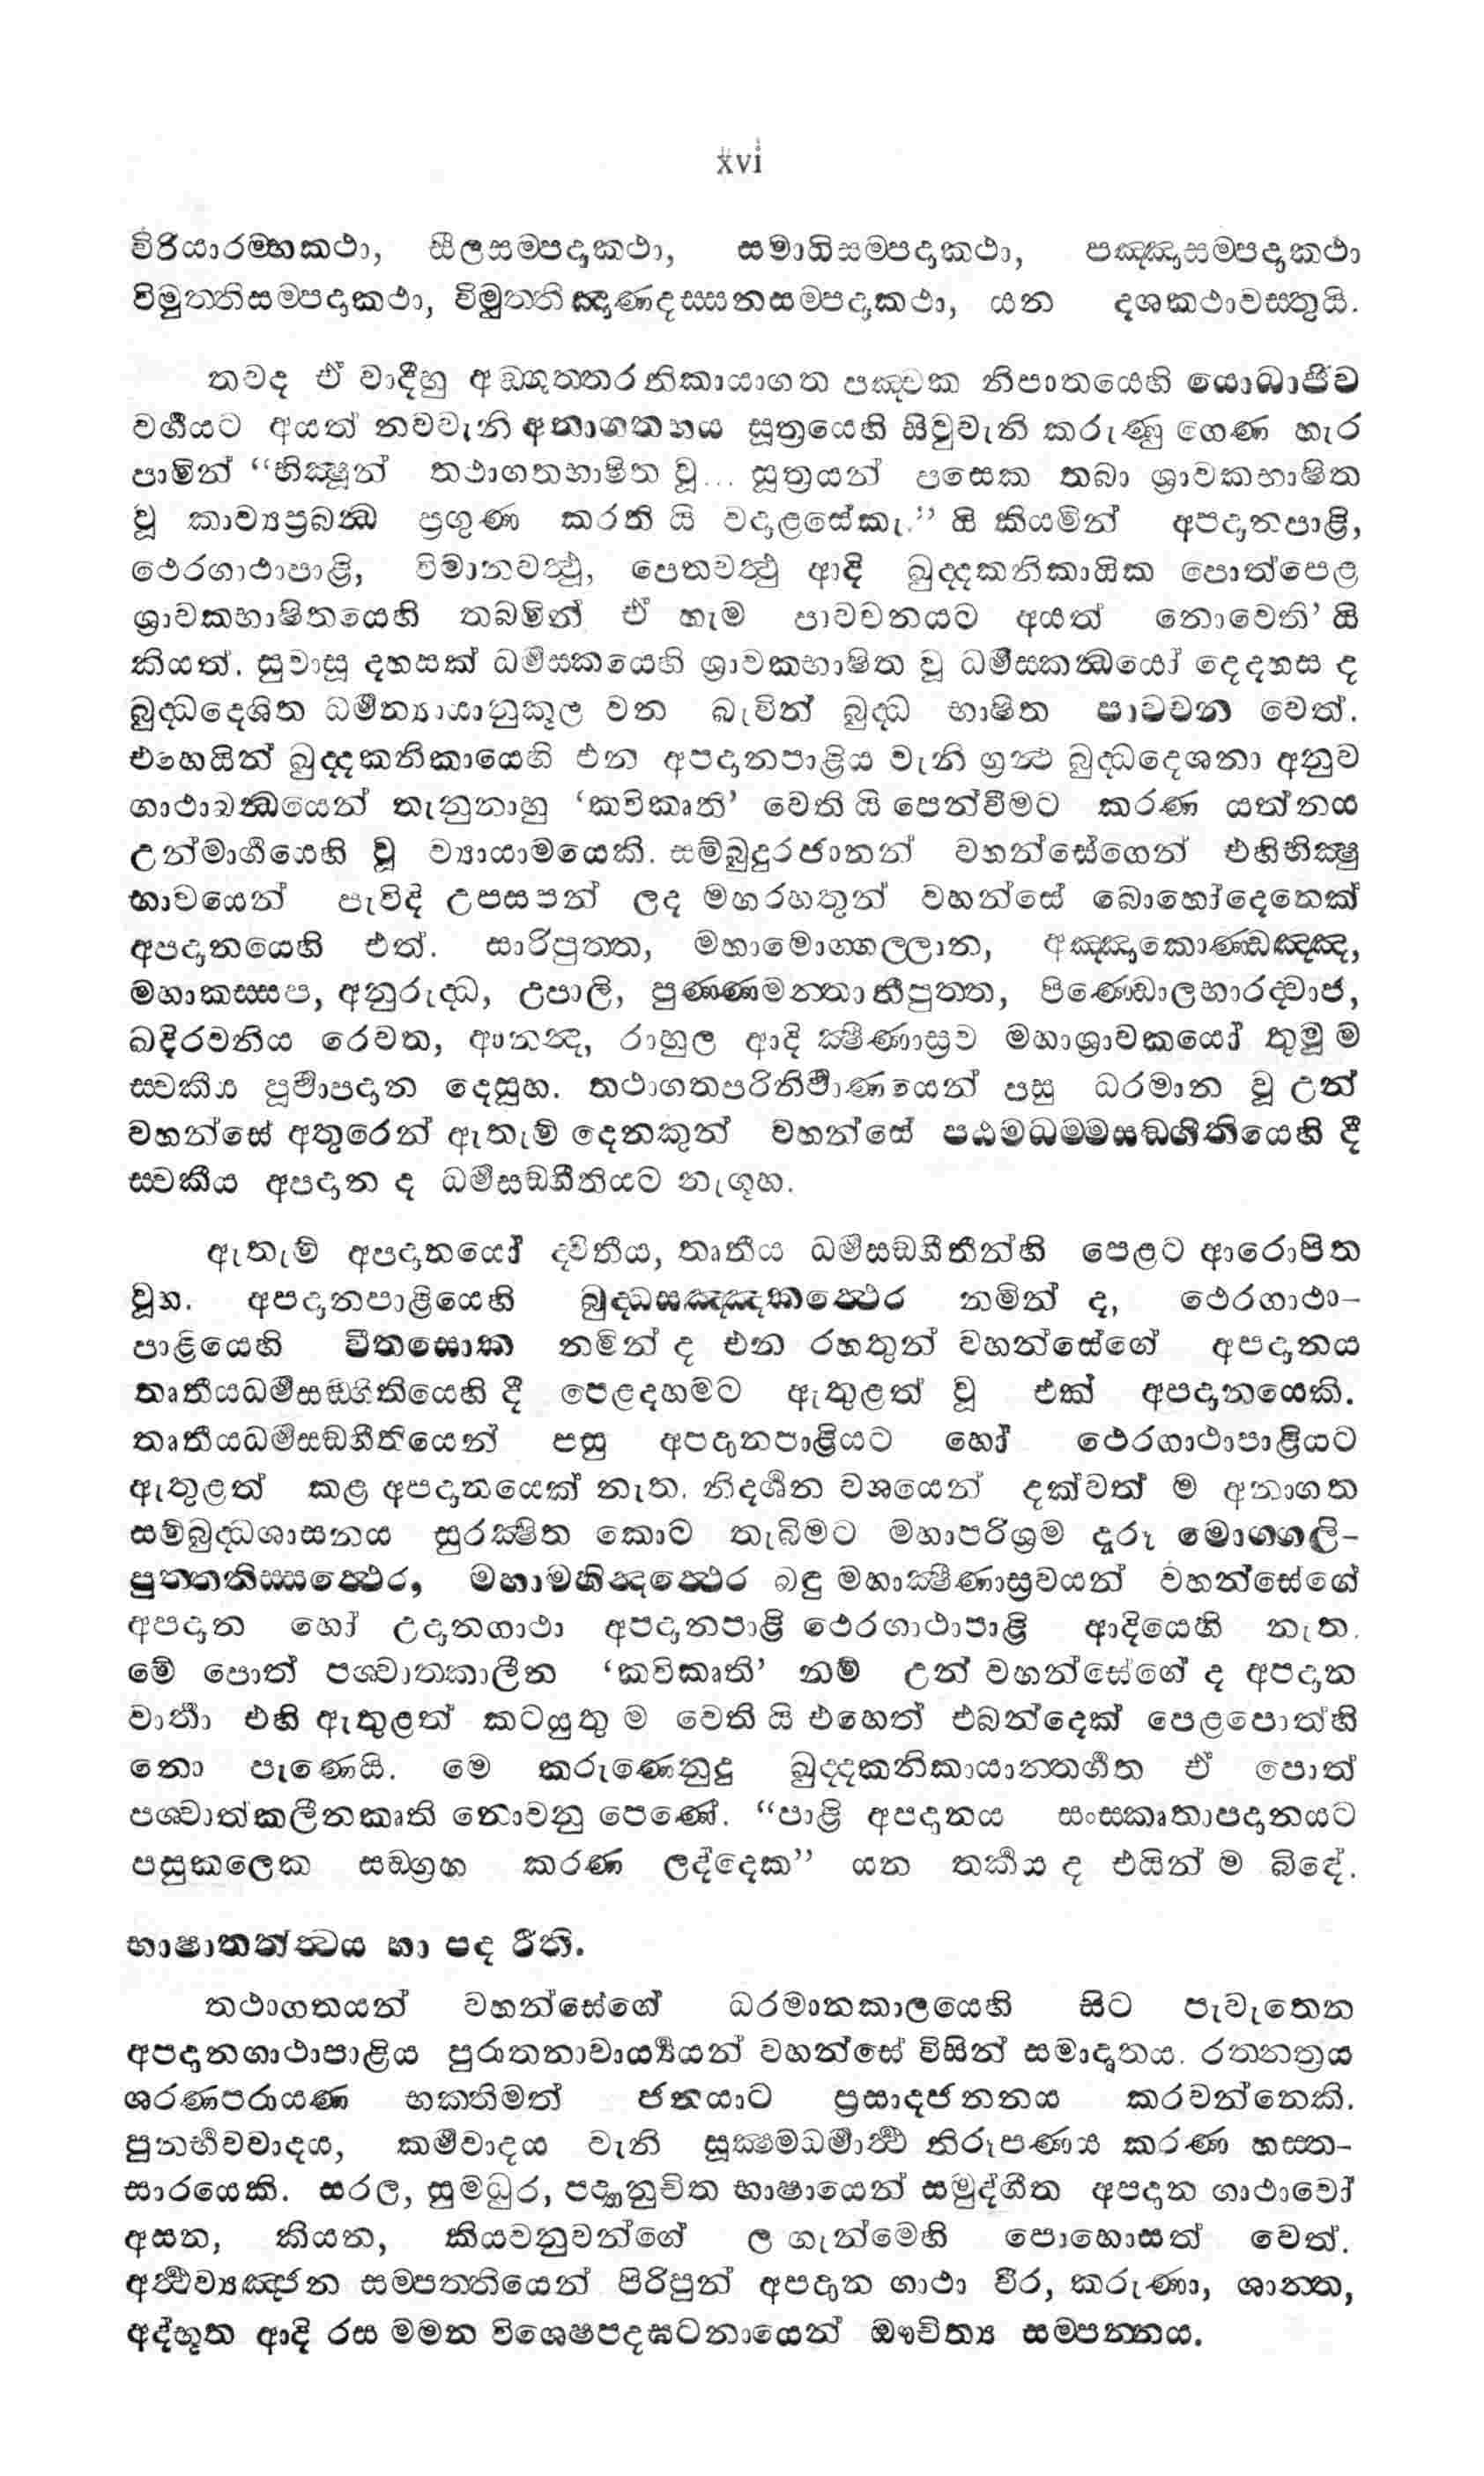 xvi
විරියාරම්භකථා, සීලසම්පදාකථා, සමාධිසම්පදාකථා, පඤ්ඤාසම්පදාකථා
විමුත්තිසම්පදාකථා, විමුත්තිඤාණදස්සනසම්පදාකථා, යන දශකථාවස්තුයි.
තවද ඒ වාදීහු අඞ්ගුත්තරනිකායාගත පඤ්චක නිපාතයෙහි යොධාජීව
වර්ගයට අයත් නවවැනි අනාගතභය සූත්‍රයෙහි සිවුවැනි කරුණු ගෙණ හැර
පාමින් “භික්ෂූන් තථාගතභාෂිත වූ... සූත්‍රයන් පසෙක තබා ශ්‍රාවකභාෂිත
වූ කාව්‍යප්‍රබන්ධ ප්‍රගුණ කරති යි වදාළසේකැ.” යි කියමින් අපදානපාළි,
ථෙරගාථාපාළි, විමානවත්ථු, පෙතවත්ථු ආදි ඛුද්දකනිකායික පොත්පෙළ
ශ්‍රාවකභාෂිතයෙහි තබමින් ඒ හැම පාවචනයට අයත් නොවෙති’ යි
කියත්. සුවාසූ දහසක් ධර්මස්කයෙහි ශ්‍රාවකභාෂිත වූ ධර්මස්කන්ධයෝ දෙදහස ද
බුද්ධදෙශිත ධර්මන්‍යායානුකූල වන බැවින් බුද්ධ භාෂිත පාවචන වෙත්.
එහෙයින් ඛුද්දකනිකායෙහි එන අපදානපාළිය වැනි ග්‍රන්ථ බුද්ධදෙශනා අනුව
ගාථාබන්ධයෙන් තැනුනාහු ‘කවිකෘති’ වෙති යි පෙන්වීමට කරණ යත්නය
උන්මාර්ගයෙහි වූ ව්‍යායාමයෙකි. සම්බුදුරජානන් වහන්සේගෙන් එහිභික්ෂු
භාවයෙන් පැවිදි උපසපන් ලද මහරහතුන් වහන්සේ බොහෝදෙනෙක්
අපදානයෙහි එත්. සාරිපුත්ත, මහාමොග්ගල්ලාන, අඤ්ඤාකොණ්ඩඤ්ඤ,
මහාකස්සප, අනුරුද්ධ, උපාලි, පුණ්ණමන්තානීපුත්ත, පිණ්ඩොලභාරද්වාජ,
ඛදිරවනිය රෙවත, ආනන්ද, රාහුල ආදි ක්ෂීණාස්‍රව මහාශ්‍රාවකයෝ තුමූ ම
ස්වකීය පූර්වාපදාන දෙසූහ. තථාගතපරිනිර්වාණයෙන් පසු ධරමාන වූ උන්
වහන්සේ අතුරෙන් ඇතැම් දෙනකුන් වහන්සේ පඨමධම්මසඞ්ගීතියෙහි දී
ස්වකීය අපදාන ද ධර්මසඞ්ගීතියට නැගූහ.
ඇතැම් අපදානයෝ ද්විතීය, තෘතීය ධර්මසඞ්ගීතීන්හි පෙළට ආරොපිත
වූහ. අපදානපාළියෙහි බුද්ධසඤ්ඤකත්ථෙර නමින් ද, ථෙරගාථා-
පාළියෙහි වීතසොක නමින් ද එන රහතුන් වහන්සේගේ අපදානය
තෘතීයධර්මසඞ්ගීතියෙහි දී පෙළදහමට ඇතුළත් වූ එක් අපදානයෙකි.
තෘතීයධර්මසඞ්ගීතියෙන් පසු අපදානපාළියට හෝ ථෙරගාථාපාළියට
ඇතුළත් කළ අපදානයෙක් නැත. නිදර්ශන වශයෙන් දක්වත් ම අනාගත
සම්බුද්ධශාසනය සුරක්ෂිත කොට තැබීමට මහාපරිශ්‍රම දැරූ මොග්ගලි-
පුත්තතිස්සත්ථෙර, මහාමහින්දත්ථෙර බඳු මහාක්ෂීණාස්‍රවයන් වහන්සේගේ
අපදාන හෝ උදානගාථා අපදානපාළි ථෙරගාථාපාළි ආදියෙහි නැත.
මේ පොත් පශ්චාත්කාලීන ‘කවිකෘති’ නම් උන් වහන්සේගේ ද අපදාන
වාර්තා එහි ඇතුළත් කටයුතු ම වෙති යි එහෙත් එබන්දෙක් පෙළපොත්හි
නො පැණෙයි. මෙ කරුණෙනුදු ඛුද්දකනිකායාන්තර්ගත ඒ පොත්
පශ්චාත්කලීනකෘති නොවනු පෙණේ. “පාළි අපදානය සංස්කෘතාපදානයට
පසුකලෙක සඞ්ග්‍රහ කරණ ලද්දෙක” යන තර්කය ද එයින් ම බිඳේ.
භාෂාතත්ත්වය හා පද රීති.
තථාගතයන් වහන්සේගේ ධරමානකාලයෙහි සිට පැවැතෙන
අපදානගාථාපාළිය පුරාතනාචාර්‍ය්‍යයන් වහන්සේ විසින් සමාදෘතය. රත්නත්‍රය
ශරණපරායණ භක්තිමත් ජනයාට ප්‍රසාදජනනය කරවන්නෙකි.
පුනර්භවවාදය, කර්මවාදය වැනි සූක්ෂ්මධර්මාර්ථ නිරූපණය කරණ හස්ත-
සාරයෙකි. සරල, සුමධුර, පද්‍යානුචිත භාෂායෙන් සමුද්ගීත අපදාන ගාථාවෝ
අසන, කියන, කියවනුවන්ගේ ල ගැන්මෙහි පොහොසත් වෙත්.
අර්ථව්‍යඤ්ජන සම්පත්තියෙන් පිරිපුන් අපදාන ගාථා වීර, කරුණා, ශාන්ත,
අද්භූත ආදි රස මමන විශෙෂපදඝටනායෙන් ඖචිත්‍ය සම්පන්නය.